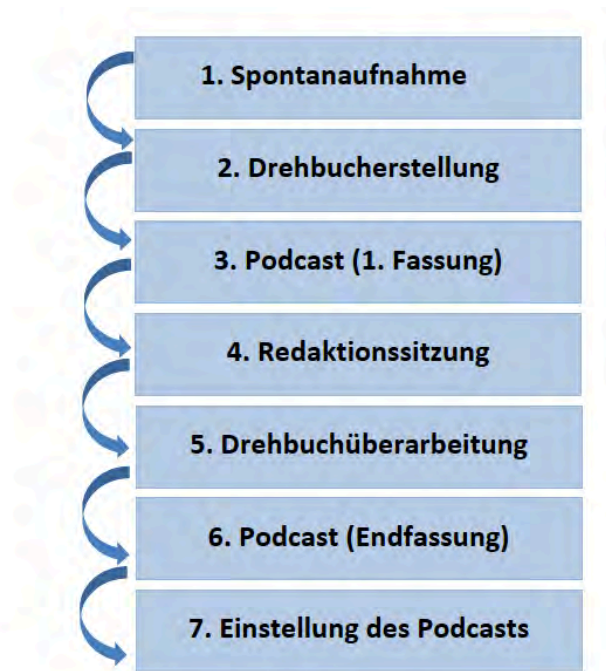 1. Spontanaufnahme
2. Drehbucherstellung
3. Podcast (1. Fassung)
4. Redaktionssitzung
5. Drehbuchüberarbeitung
6. Podcast (Endfassung)
7. Einstellung des Podcasts